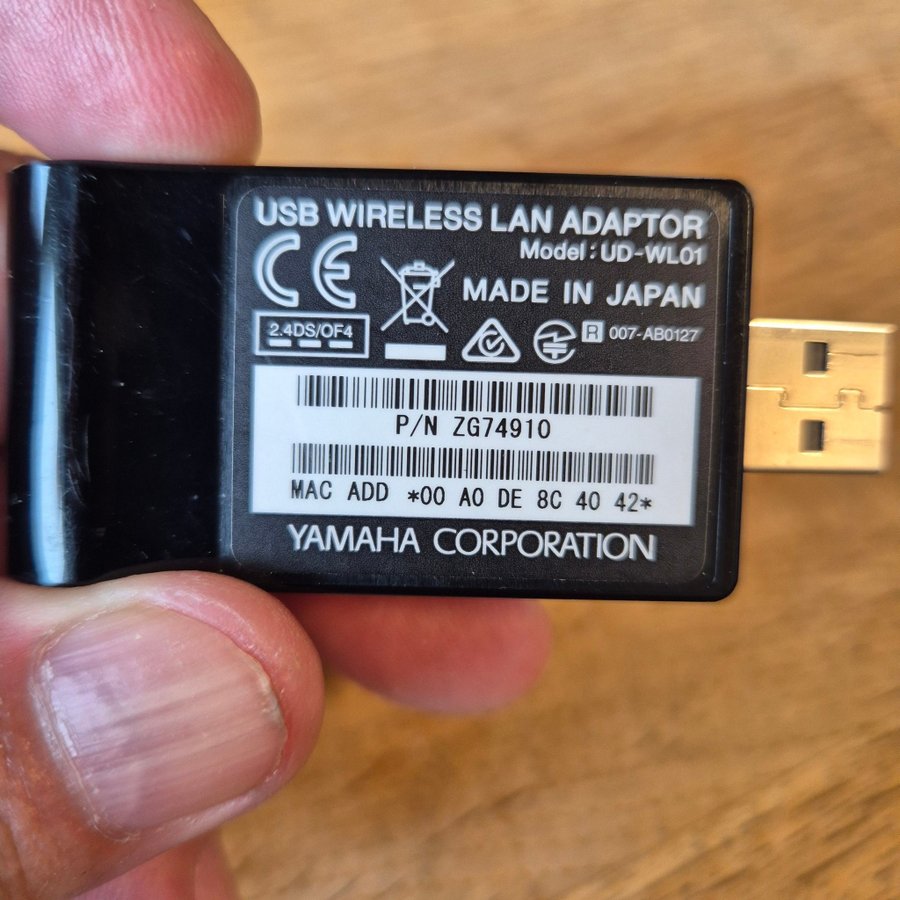 USB WIRELESS LAN ADAPTOR
Model : UD-WL01
CE
MADE IN JAPAN
2.4DS/OF4
R 007-AB0127
P/N ZG74910
MAC ADD *00 A0 DE 8C 40 42*
YAMAHA CORPORATION